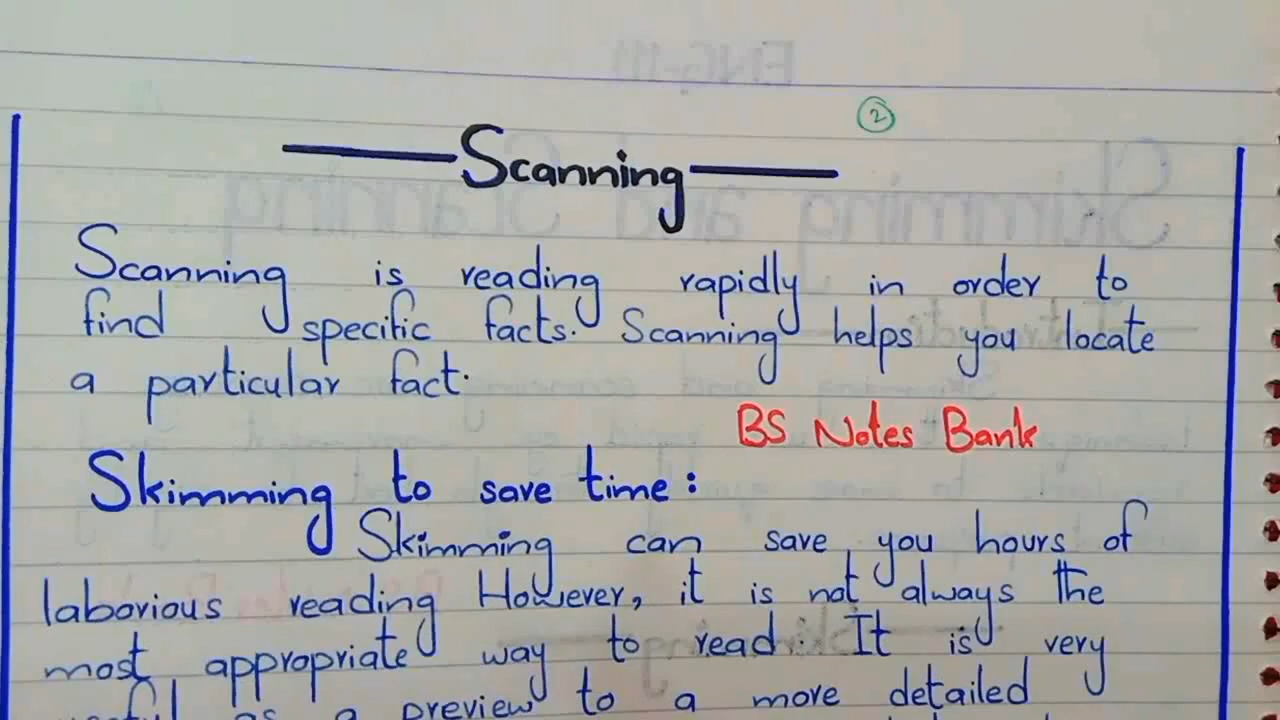 2
Scanning
Scanning is reading rapidly in order to
find specific facts. Scanning helps you locate
a particular fact.
BS Notes Bank
Skimming to save time:
Skimming can save you hours of
laborious reading However, it is not always the
most appropriate way to read. It is very
useful as a preview to a more detailed